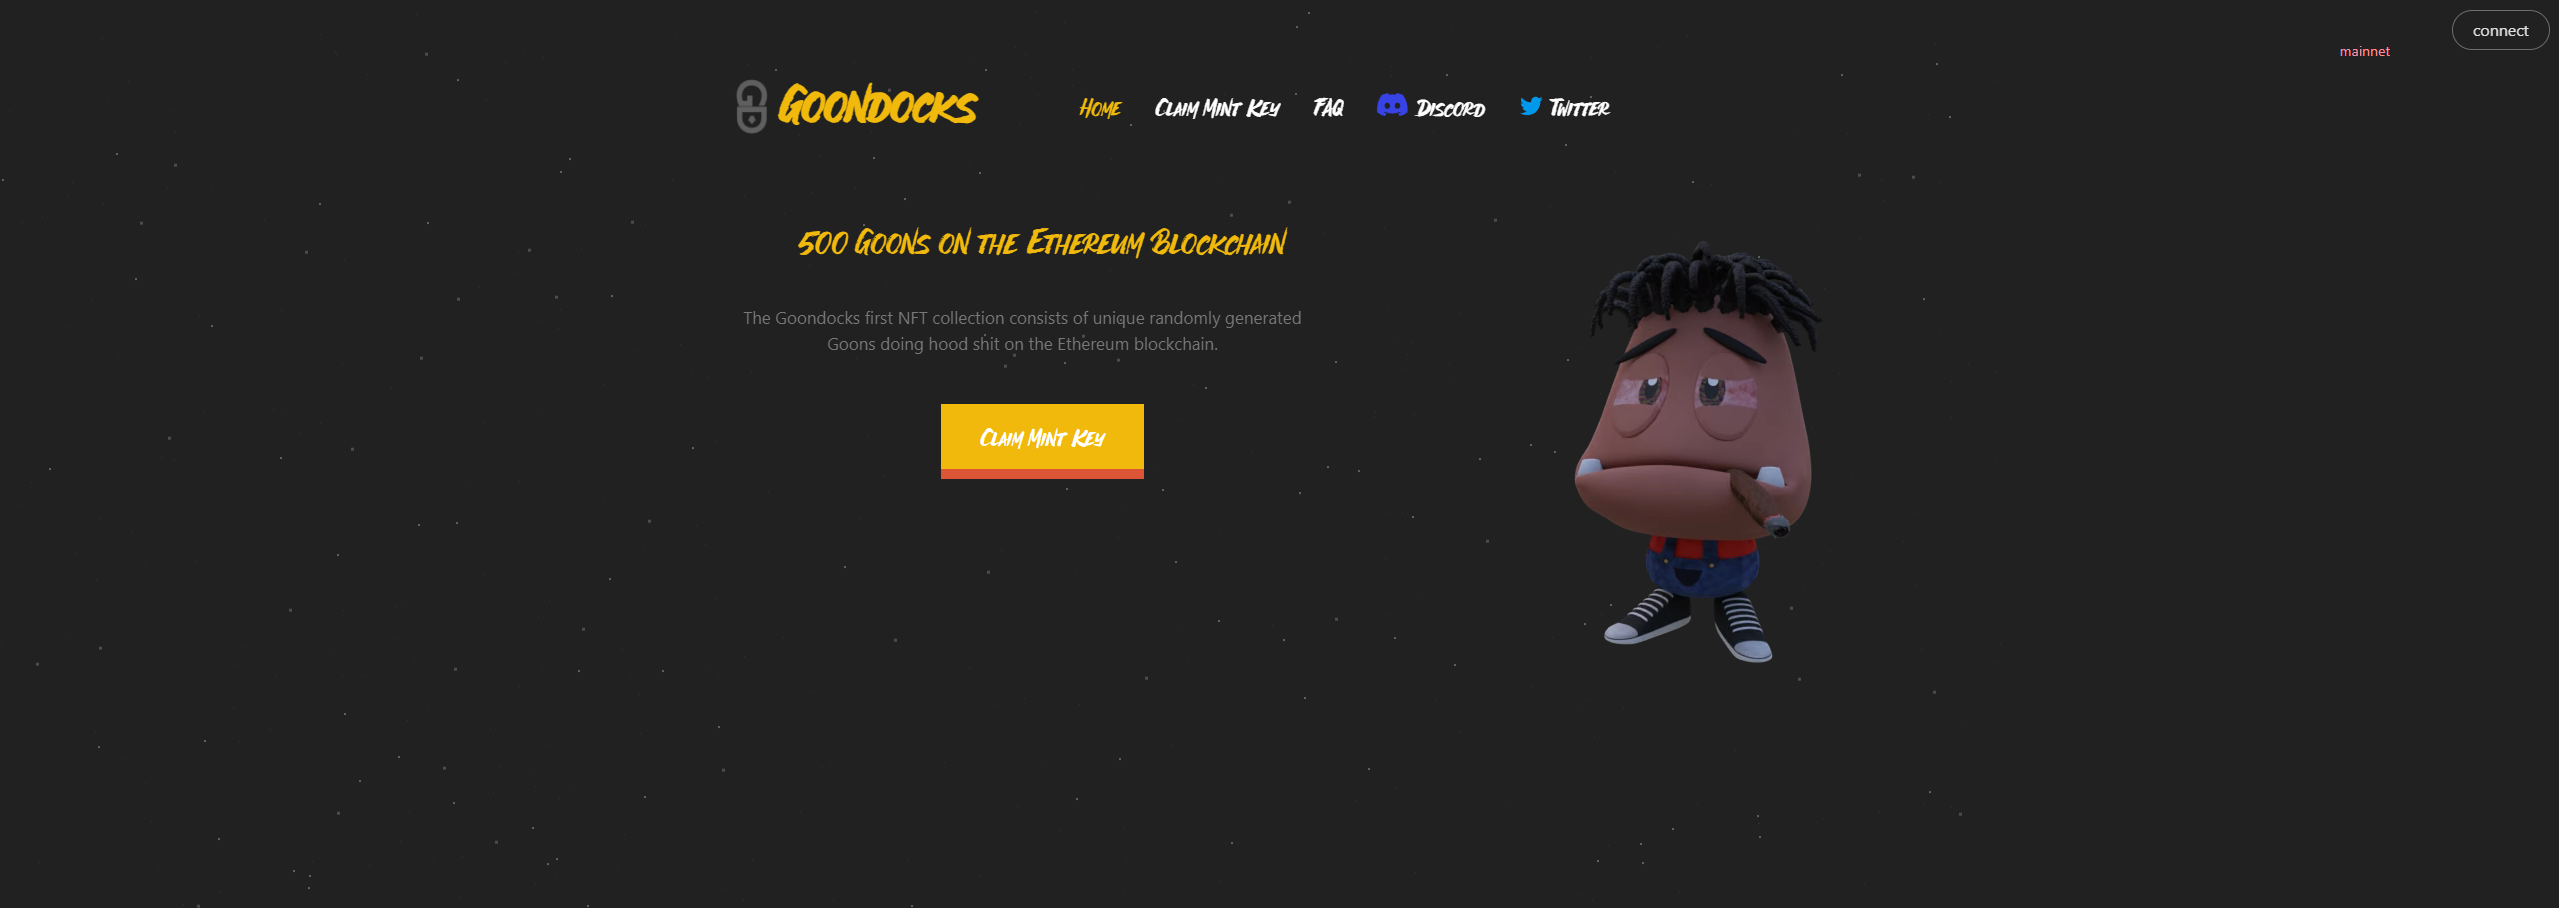 connect
mainnet
Goondocks
Home Claim Mint Key FAQ Discord Twitter
500 Goons on the Ethereum Blockchain
The Goondocks first NFT collection consists of unique randomly generated
Goons doing hood shit on the Ethereum blockchain.
Claim Mint Key